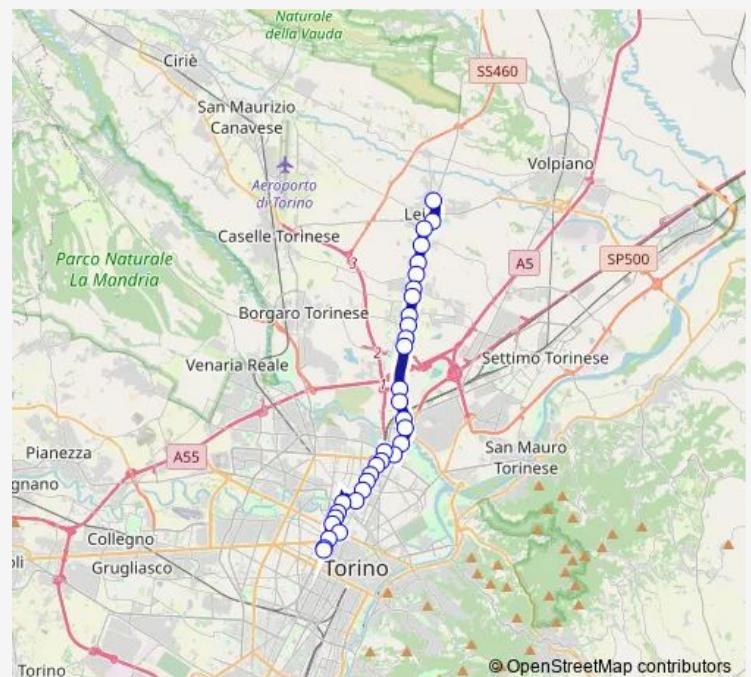 Naturale
della Vauda
Ciriè
SS460
San Maurizio
Canavese
Volpiano
Aeroporto
di Torino
Lei
Caselle Torinese
3
A5
SP500
Parco Naturale
La Mandria
Borgaro Torinese
2
Settimo Torinese
Venaria Reale
1
Pianezza
A55
San Mauro
Torinese
gnano
Collegno
oli
Grugliasco
Torino
Torino
© OpenStreetMap contributors